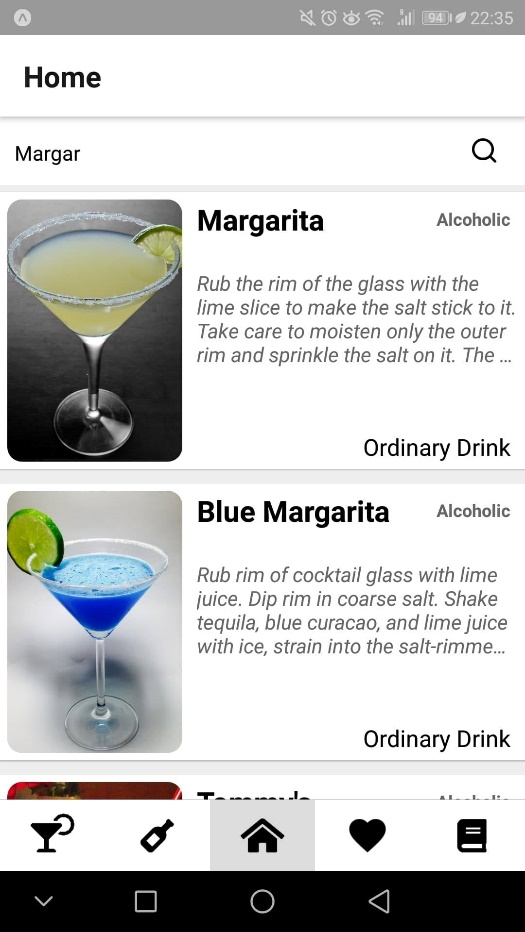 94 22:35
Home
Margar
Margarita
Alcoholic
Rub the rim of the glass with the
lime slice to make the salt stick to it.
Take care to moisten only the outer
rim and sprinkle the salt on it. The ...
Ordinary Drink
Blue Margarita
Alcoholic
Rub rim of cocktail glass with lime
juice. Dip rim in coarse salt. Shake
tequila, blue curacao, and lime juice
with ice, strain into the salt-rimme...
Ordinary Drink
Tommy's
Alcoholic